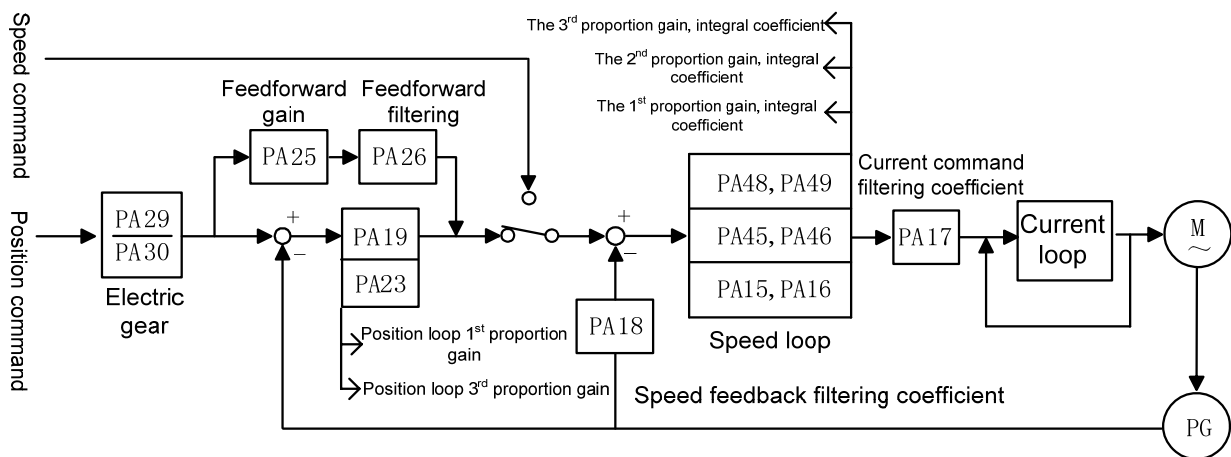 The 3rd proportion gain, integral coefficient
The 2nd proportion gain, integral
coefficient
The 1st proportion gain, integral
coefficient
Speed command
Feedforward
gain
Feedforward
filtering
PA25
PA26
Position command
PA29
PA30
Electric
gear
+
−
PA19
PA23
Position loop 1st proportion
gain
Position loop 3rd proportion gain
+
−
PA18
PA48, PA49
PA45, PA46
PA15, PA16
Speed loop
Current command
filtering coefficient
PA17
Current
loop
M
~
Speed feedback filtering coefficient
PG